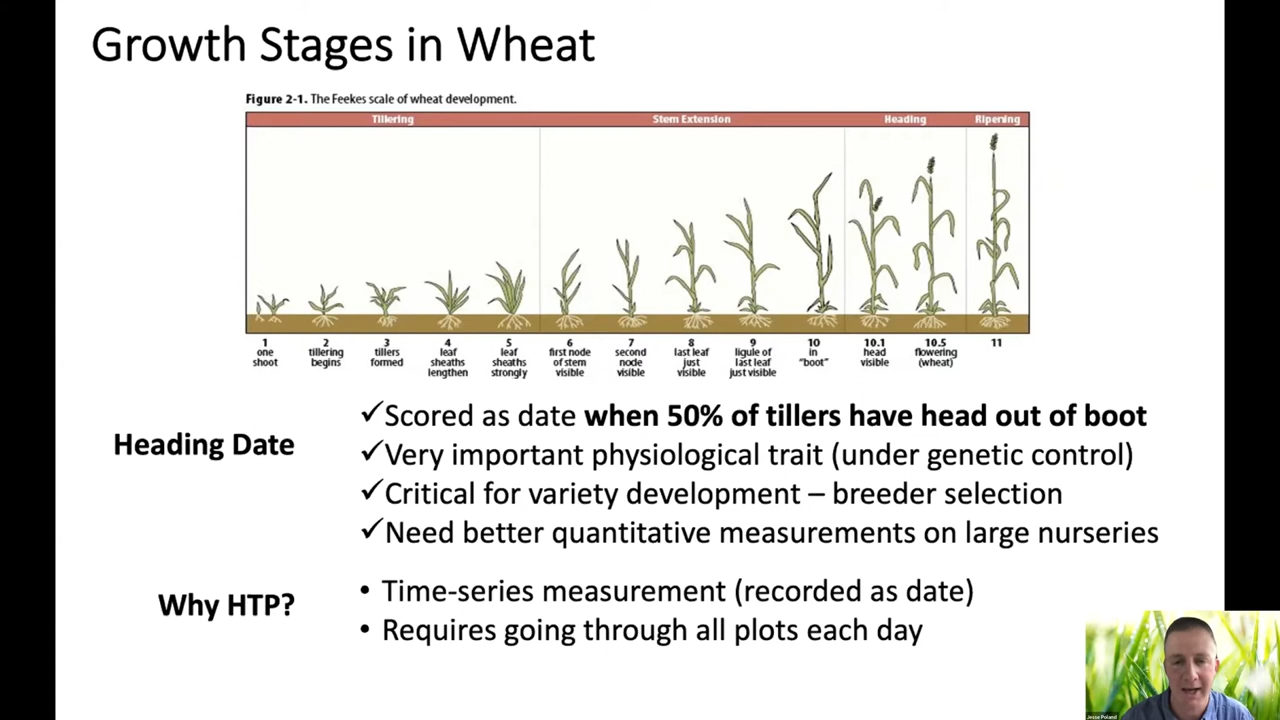 Growth Stages in Wheat
Figure 2-1. The Feekes scale of wheat development.
Tillering
Stem Extension
Heading
Ripening
1
one
shoot
2
tillering
begins
3
tillers
formed
4
leaf
sheaths
lengthen
5
leaf
sheaths
strongly
6
first node
of stem
visible
7
second
node
visible
8
last leaf
just
visible
9
ligule of
last leaf
just visible
10
in
"boot"
10.1
head
visible
10.5
flowering
(wheat)
11
Heading Date
✓Scored as date when 50% of tillers have head out of boot
✓Very important physiological trait (under genetic control)
✓Critical for variety development – breeder selection
✓Need better quantitative measurements on large nurseries
Why HTP?
• Time-series measurement (recorded as date)
• Requires going through all plots each day
Jesse Poland